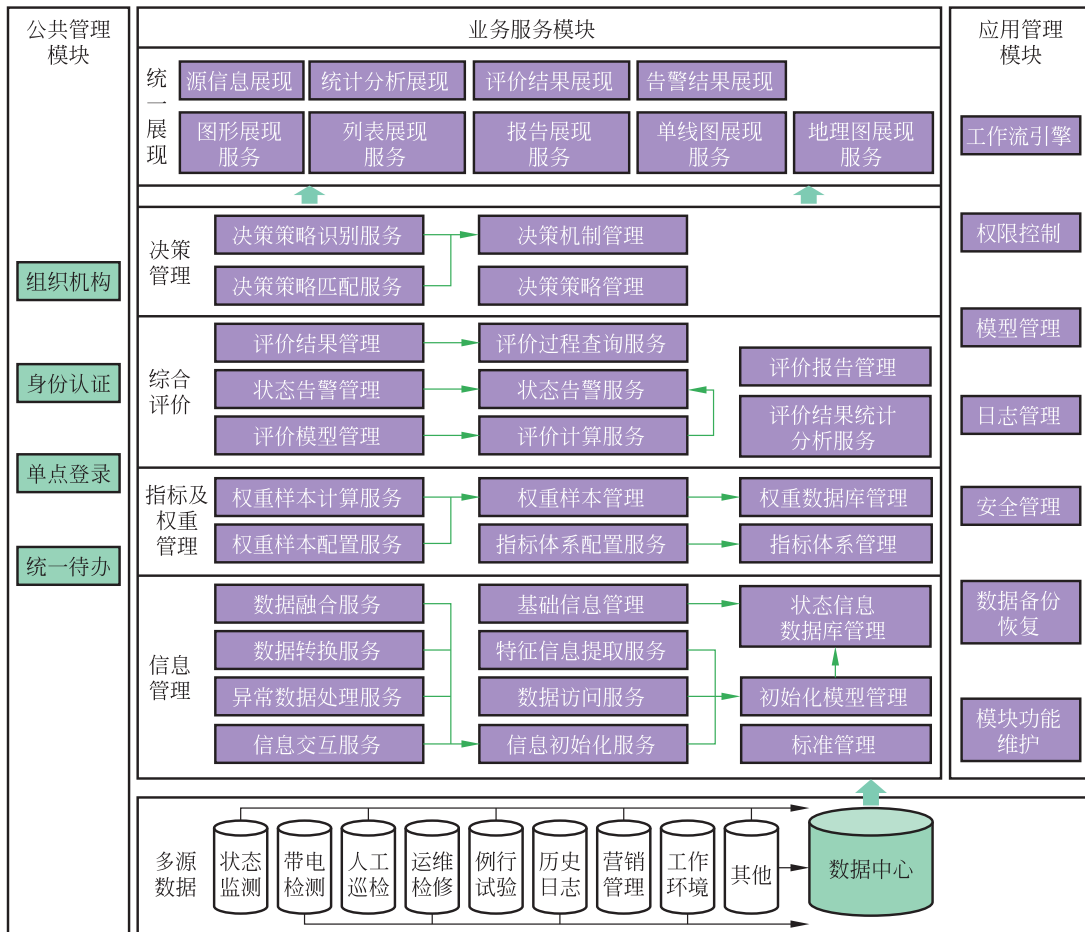 公共管理
模块
组织机构
身份认证
单点登录
统一待办
业务服务模块
统
一
展
现
源信息展现
统计分析展现
评价结果展现
告警结果展现
图形展现
服务
列表展现
服务
报告展现
服务
单线图展现
服务
地理图展现
服务
决策
管理
决策策略识别服务
决策机制管理
决策策略匹配服务
决策策略管理
综合
评价
评价结果管理
评价过程查询服务
状态告警管理
状态告警服务
评价模型管理
评价计算服务
评价报告管理
评价结果统计
分析服务
指标及
权重
管理
权重样本计算服务
权重样本管理
权重数据库管理
权重样本配置服务
指标体系配置服务
指标体系管理
信息
管理
数据融合服务
基础信息管理
状态信息
数据库管理
数据转换服务
特征信息提取服务
异常数据处理服务
数据访问服务
初始化模型管理
信息交互服务
信息初始化服务
标准管理
多源
数据
状态
监测
带电
检测
人工
巡检
运维
检修
例行
试验
历史
日志
营销
管理
工作
环境
其他
数据中心
应用管理
模块
工作流引擎
权限控制
模型管理
日志管理
安全管理
数据备份
恢复
模块功能
维护